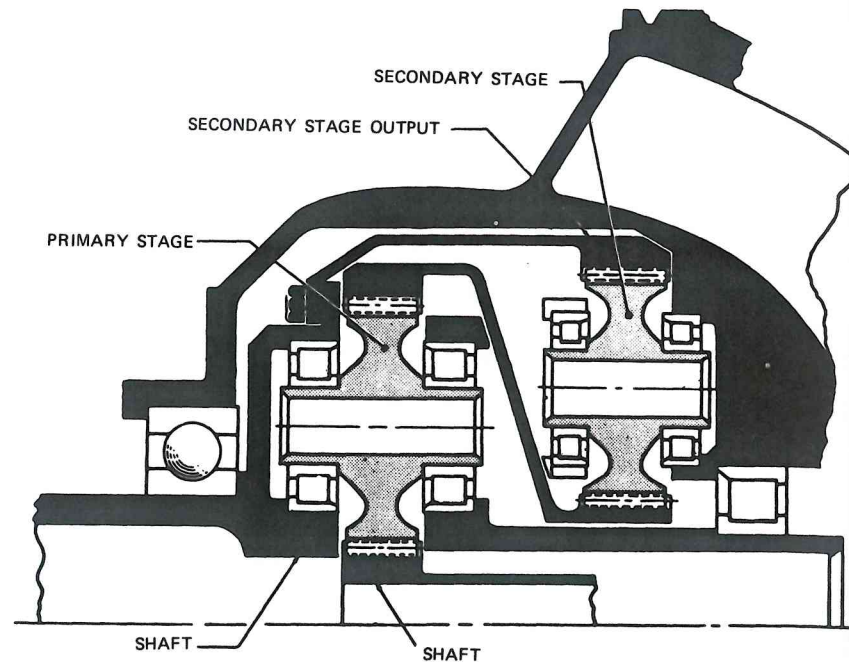 SECONDARY STAGE
SECONDARY STAGE OUTPUT
PRIMARY STAGE
SHAFT
SHAFT